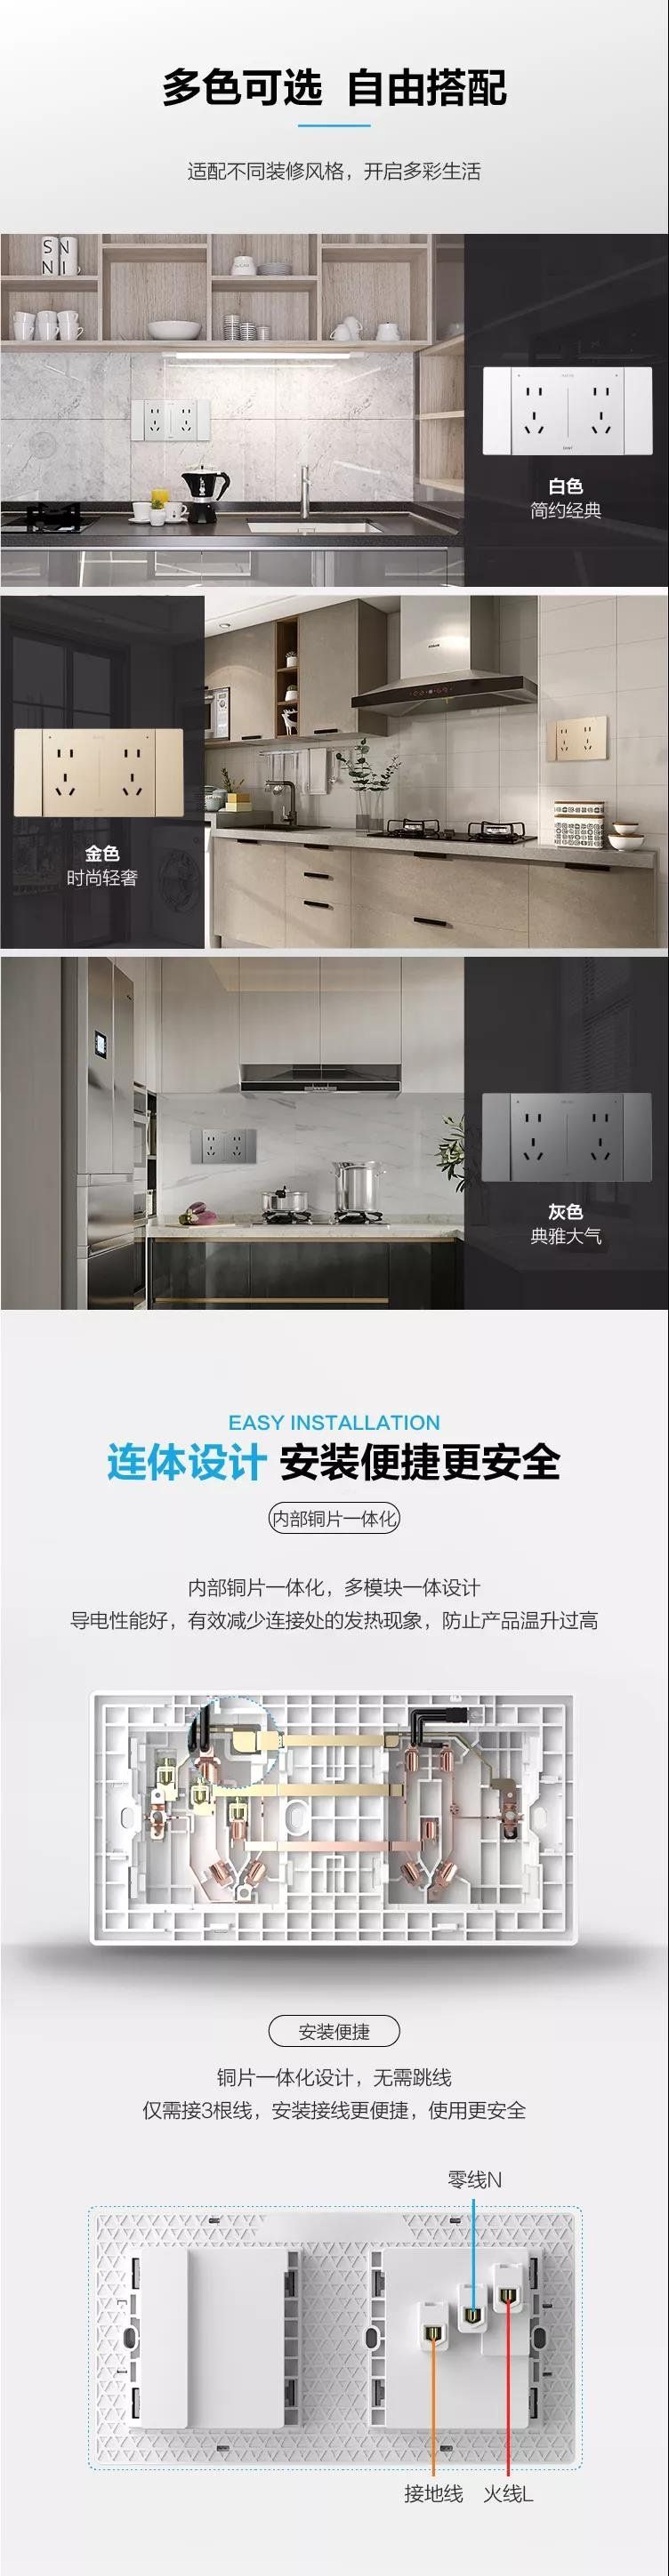 多色可选 自由搭配
适配不同装修风格，开启多彩生活
S N
N I
白色
简约经典
金色
时尚轻奢
灰色
典雅大气
EASY INSTALLATION
连体设计 安装便捷更安全
内部铜片一体化
内部铜片一体化，多模块一体设计
导电性能好，有效减少连接处的发热现象，防止产品温升过高
安装便捷
铜片一体化设计，无需跳线
仅需接3根线，安装接线更便捷，使用更安全
零线N
接地线 火线L